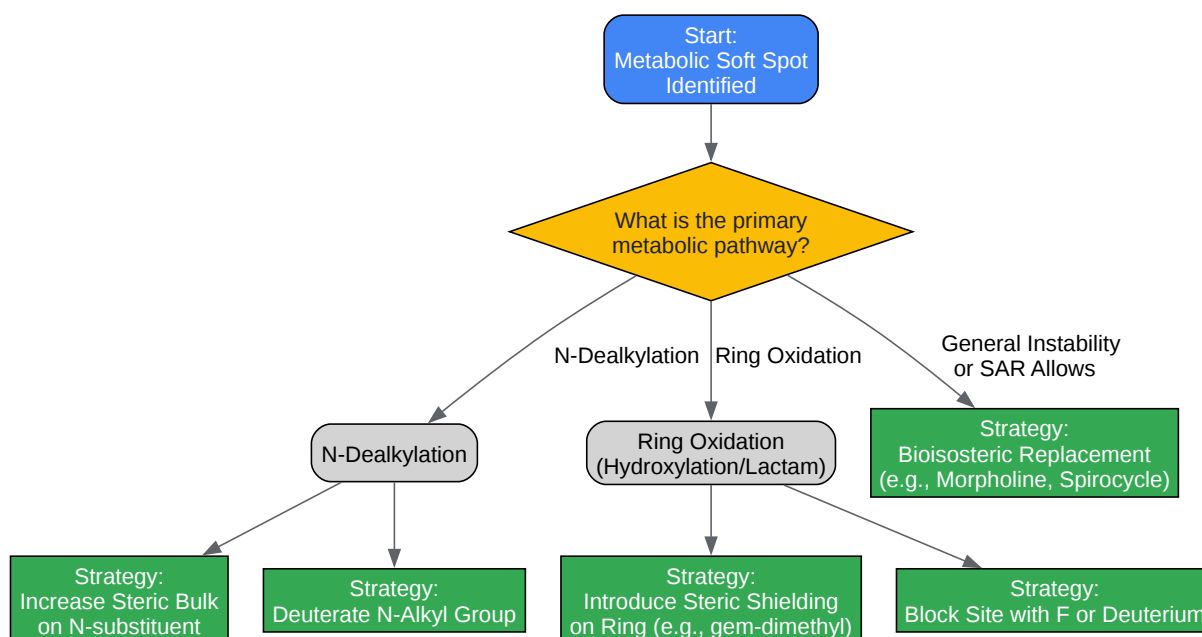 Start:
Metabolic Soft Spot
Identified
What is the primary
metabolic pathway?
N-Dealkylation
Ring Oxidation
General Instability
or SAR Allows
N-Dealkylation
Ring Oxidation
(Hydroxylation/Lactam)
Strategy:
Bioisosteric Replacement
(e.g., Morpholine, Spirocycle)
Strategy:
Increase Steric Bulk
on N-substituent
Strategy:
Deuterate N-Alkyl Group
Strategy:
Introduce Steric Shielding
on Ring (e.g., gem-dimethyl)
Strategy:
Block Site with F or Deuterium